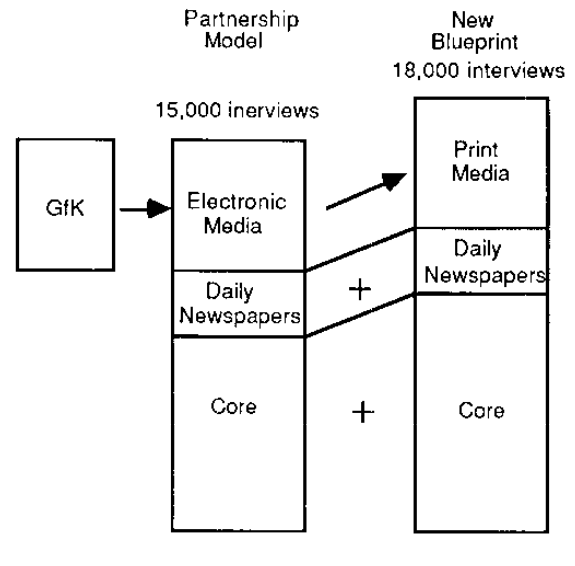 Partnership
Model
New
Blueprint
18,000 interviews
15,000 inerviews
GfK
Electronic
Media
Print
Media
Daily
Newspapers
+
Daily
Newspapers
Core
+
Core